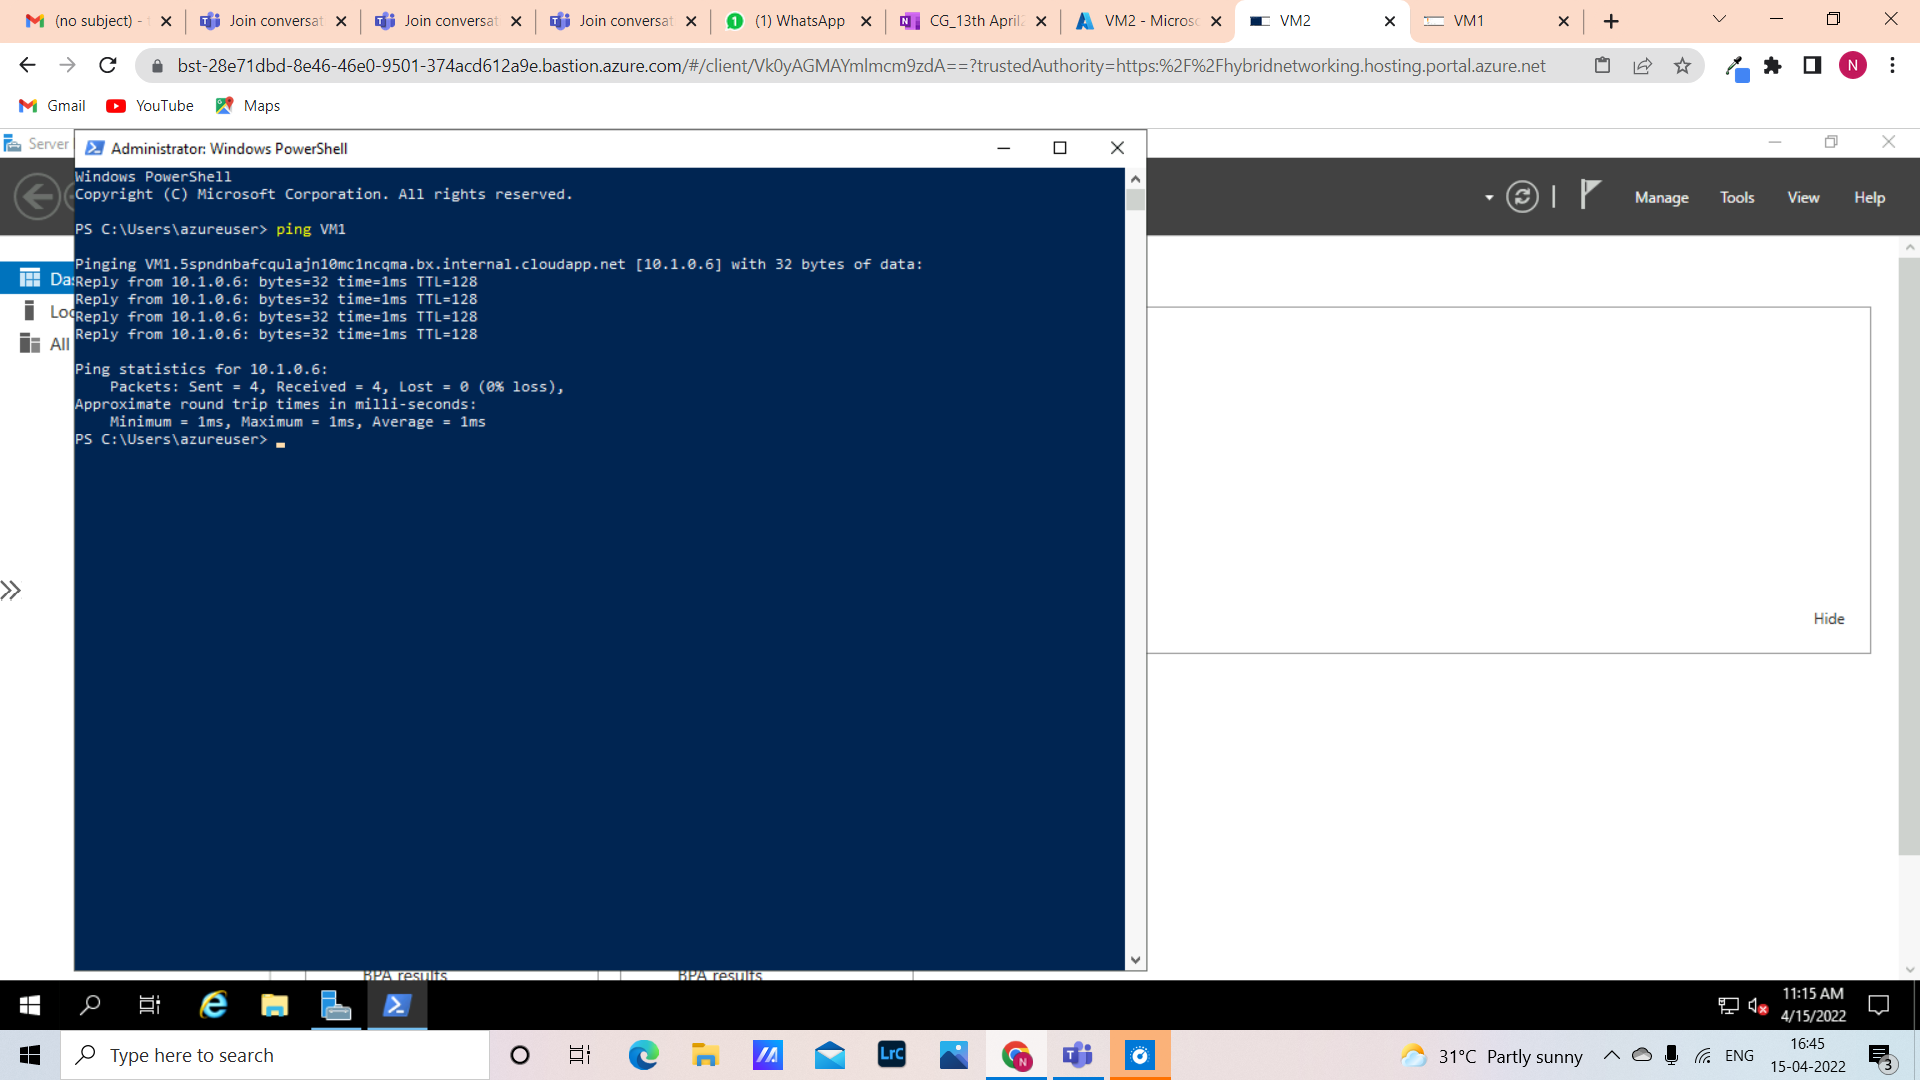 (no subject) -
Join conversat
Join conversat
Join conversat
(1) WhatsApp
CG_13th April2
VM2 - Micros
VM2
VM1
bst-28e71dbd-8e46-46e0-9501-374acd612a9e.bastion.azure.com/#/client/Vk0yAGMAYmlmcm9zdA==?trustedAuthority=https:%2F%2Fhybridnetworking.hosting.portal.azure.net
N
Gmail
YouTube
Maps
Server
Administrator: Windows PowerShell
Manage
Tools
View
Help
Windows PowerShell
Copyright (C) Microsoft Corporation. All rights reserved.
PS C:\Users\azureuser> ping VM1
Pinging VM1.5spndnbafcqulajn10mc1ncqma.bx.internal.cloudapp.net [10.1.0.6] with 32 bytes of data:
Reply from 10.1.0.6: bytes=32 time=1ms TTL=128
Reply from 10.1.0.6: bytes=32 time=1ms TTL=128
Reply from 10.1.0.6: bytes=32 time=1ms TTL=128
Reply from 10.1.0.6: bytes=32 time=1ms TTL=128
Ping statistics for 10.1.0.6:
Packets: Sent = 4, Received = 4, Lost = 0 (0% loss),
Approximate round trip times in milli-seconds:
Minimum = 1ms, Maximum = 1ms, Average = 1ms
PS C:\Users\azureuser>
Das
Loc
All
Hide
BPA results
BPA results
11:15 AM
4/15/2022
Type here to search
LrC
31°C Partly sunny
ENG
16:45
15-04-2022
3